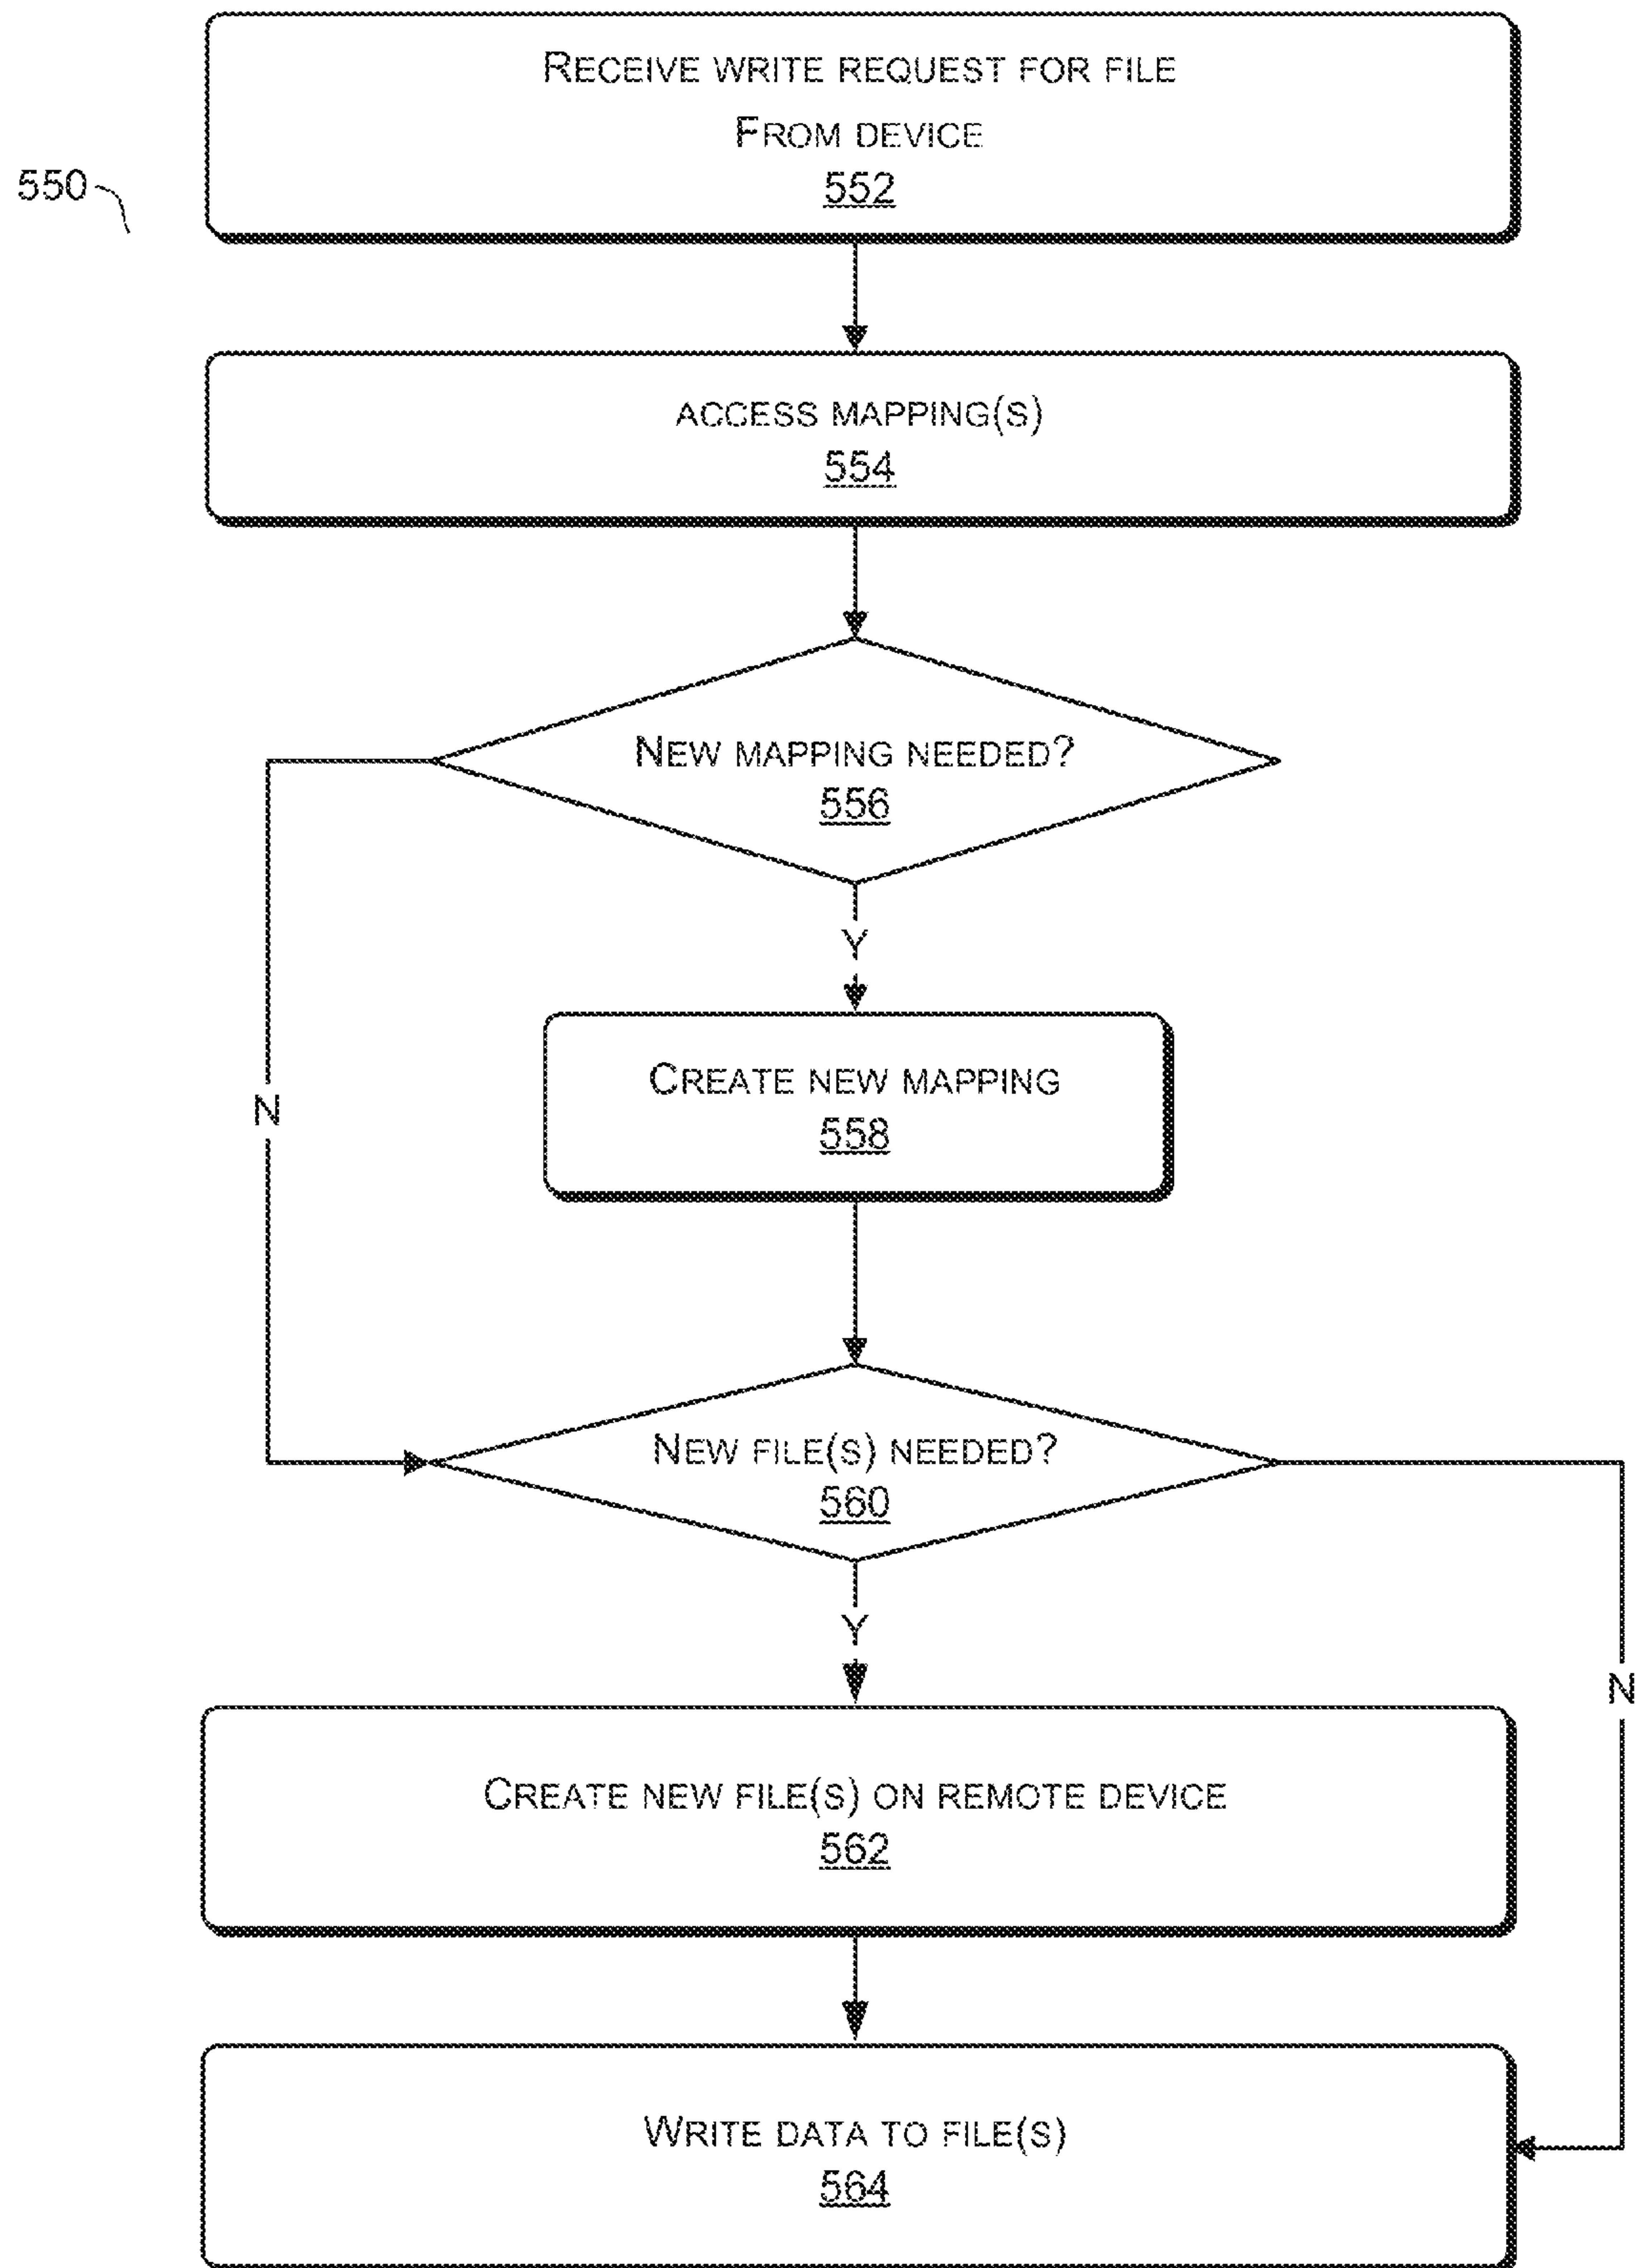 RECEIVE WRITE REQUEST FOR FILE
FROM DEVICE
552
550
ACCESS MAPPING(S)
554
NEW MAPPING NEEDED?
556
Y
CREATE NEW MAPPING
558
N
NEW FILE(S) NEEDED?
560
Y
N
CREATE NEW FILE(S) ON REMOTE DEVICE
562
WRITE DATA TO FILE(S)
564